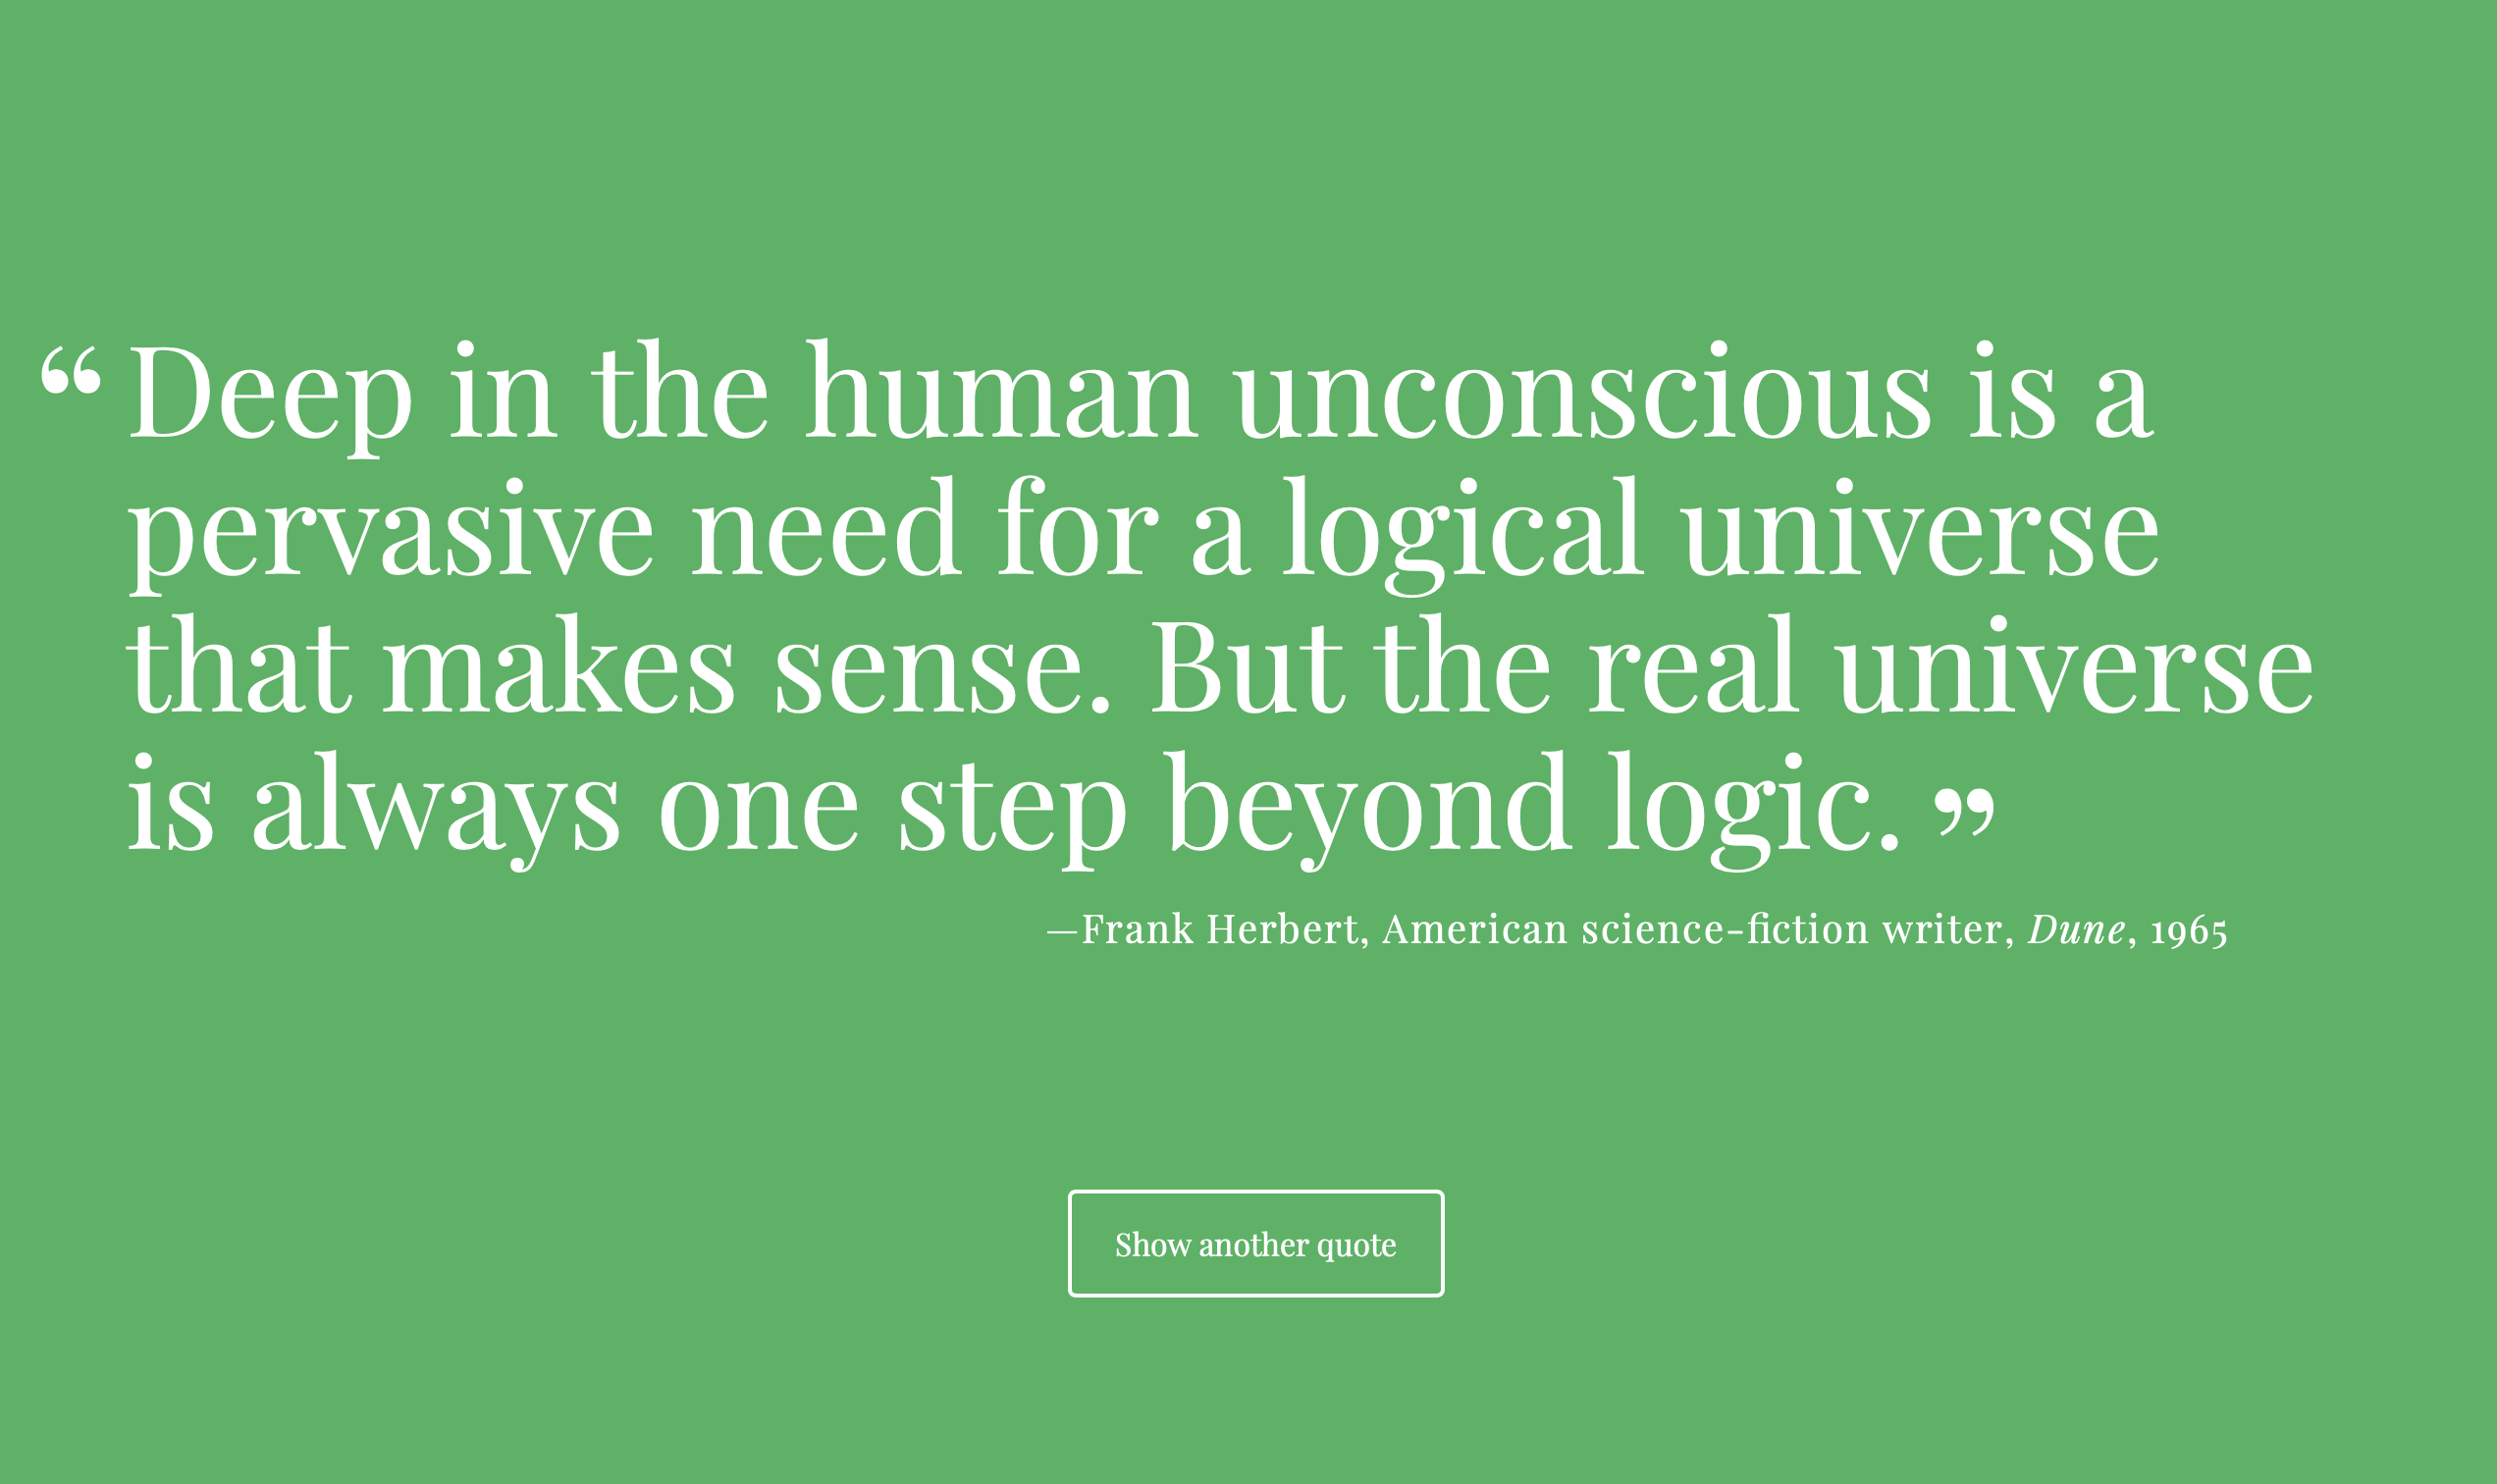 “Deep in the human unconscious is a
pervasive need for a logical universe
that makes sense. But the real universe
is always one step beyond logic.”
—Frank Herbert, American science-fiction writer, Dune, 1965
Show another quote